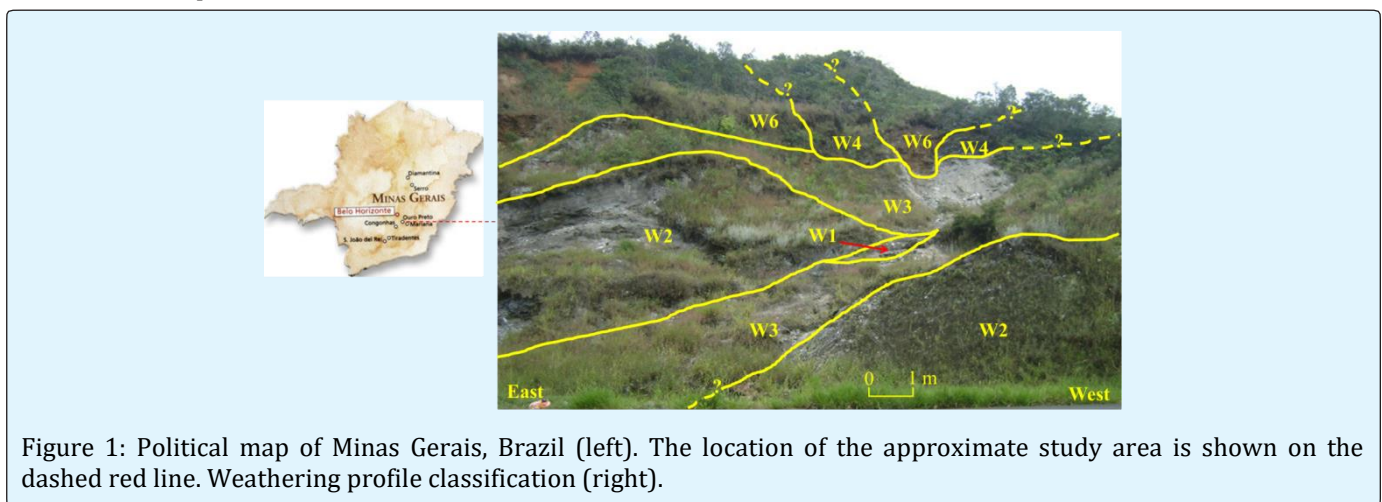 Diamantina
Serro
MINAS GERAIS
Belo Horizonte
Ouro Preto
Congonhas
Mariana
S. João del Rei
Tiradentes
?
?
?
W6
W4
W6
W4
?
W3
W2
W1
W3
W2
?
0 1 m
East
West
Figure 1: Political map of Minas Gerais, Brazil (left). The location of the approximate study area is shown on the
dashed red line. Weathering profile classification (right).